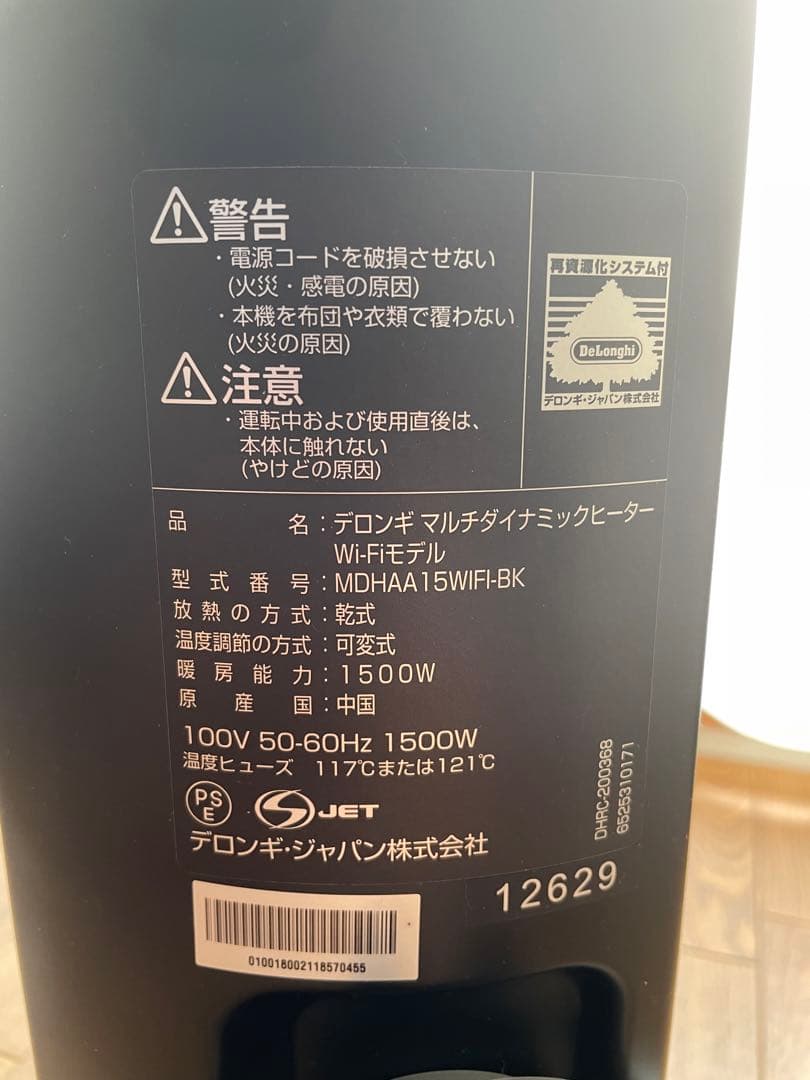 警告
・電源コードを破損させない
(火災・感電の原因)
・本機を布団や衣類で覆わない
(火災の原因)
注意
・運転中および使用直後は、
本体に触れない
(やけどの原因)
再資源化システム付
DeLonghi
デロンギ・ジャパン株式会社
品名：デロンギ マルチダイナミックヒーター
Wi-Fiモデル
型式番号：MDHAA15WIFI-BK
放熱の方式：乾式
温度調節の方式：可変式
暖房能力：1500W
原産国：中国
100V 50-60Hz 1500W
温度ヒューズ 117℃または121℃
PS
E
JET
デロンギ・ジャパン株式会社
DHRC-200368
6525310171
12629
010018002118570455